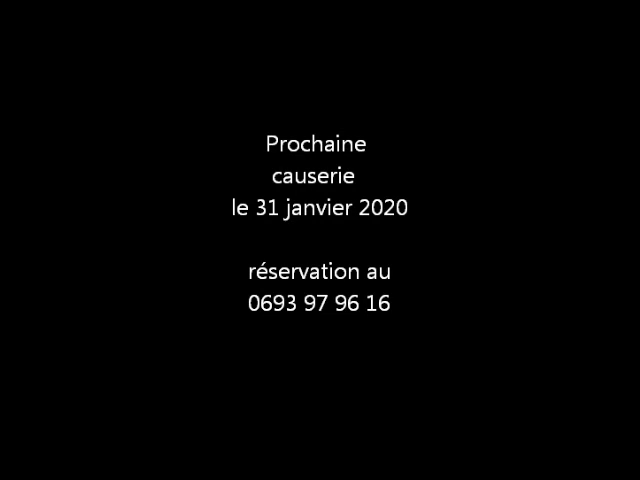 Prochaine
causerie
le 31 janvier 2020
réservation au
0693 97 96 16